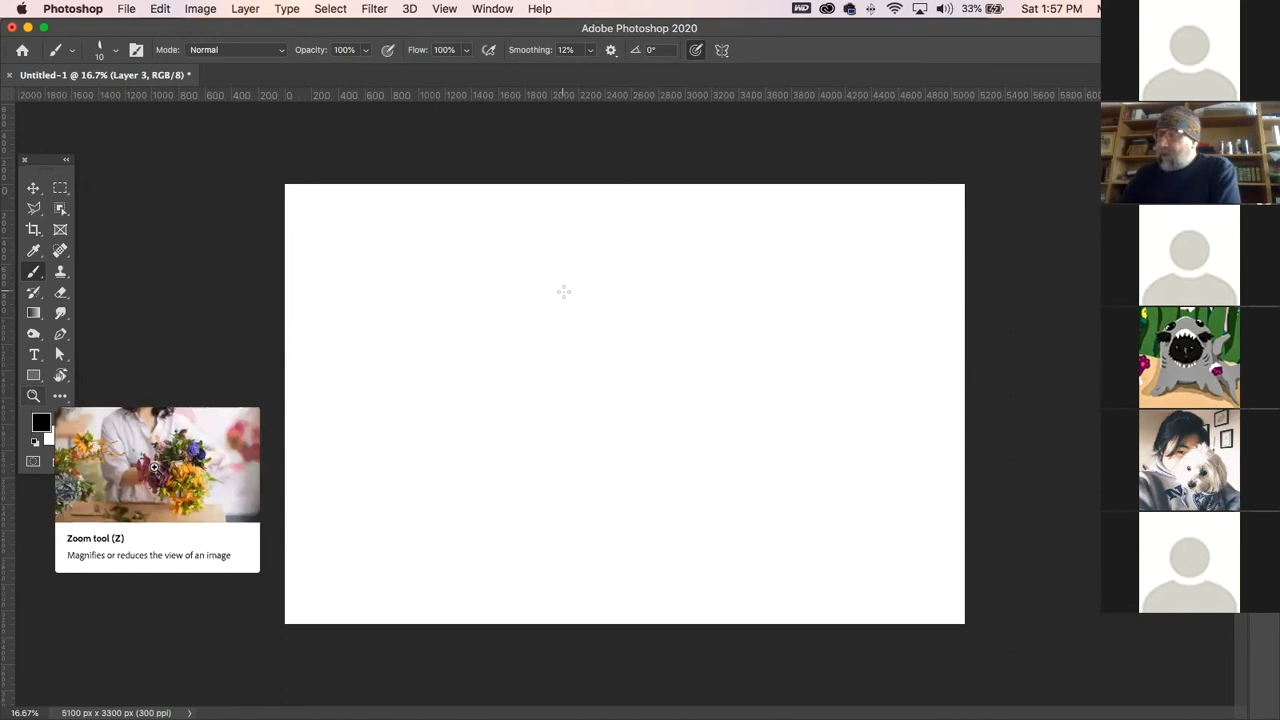 Photoshop File Edit Image Layer Type Select Filter 3D View Window Help 33% Sat 1:57 PM
Adobe Photoshop 2020
10 Mode: Normal Opacity: 100% Flow: 100% Smoothing: 12% 0°
Untitled-1 @ 16.7% (Layer 3, RGB/8) *
2000 1800 1600 1400 1200 1000 800 600 400 200 0 200 400 600 800 1000 1200 1400 1600 1800 2000 2200 2400 2600 2800 3000 3200 3400 3600 3800 4000 4200 4400 4600 4800 5000 5200 5400 5600 5800
Zoom tool (Z)
Magnifies or reduces the view of an image
16.67% 5100 px x 3300 px (300 ppi)